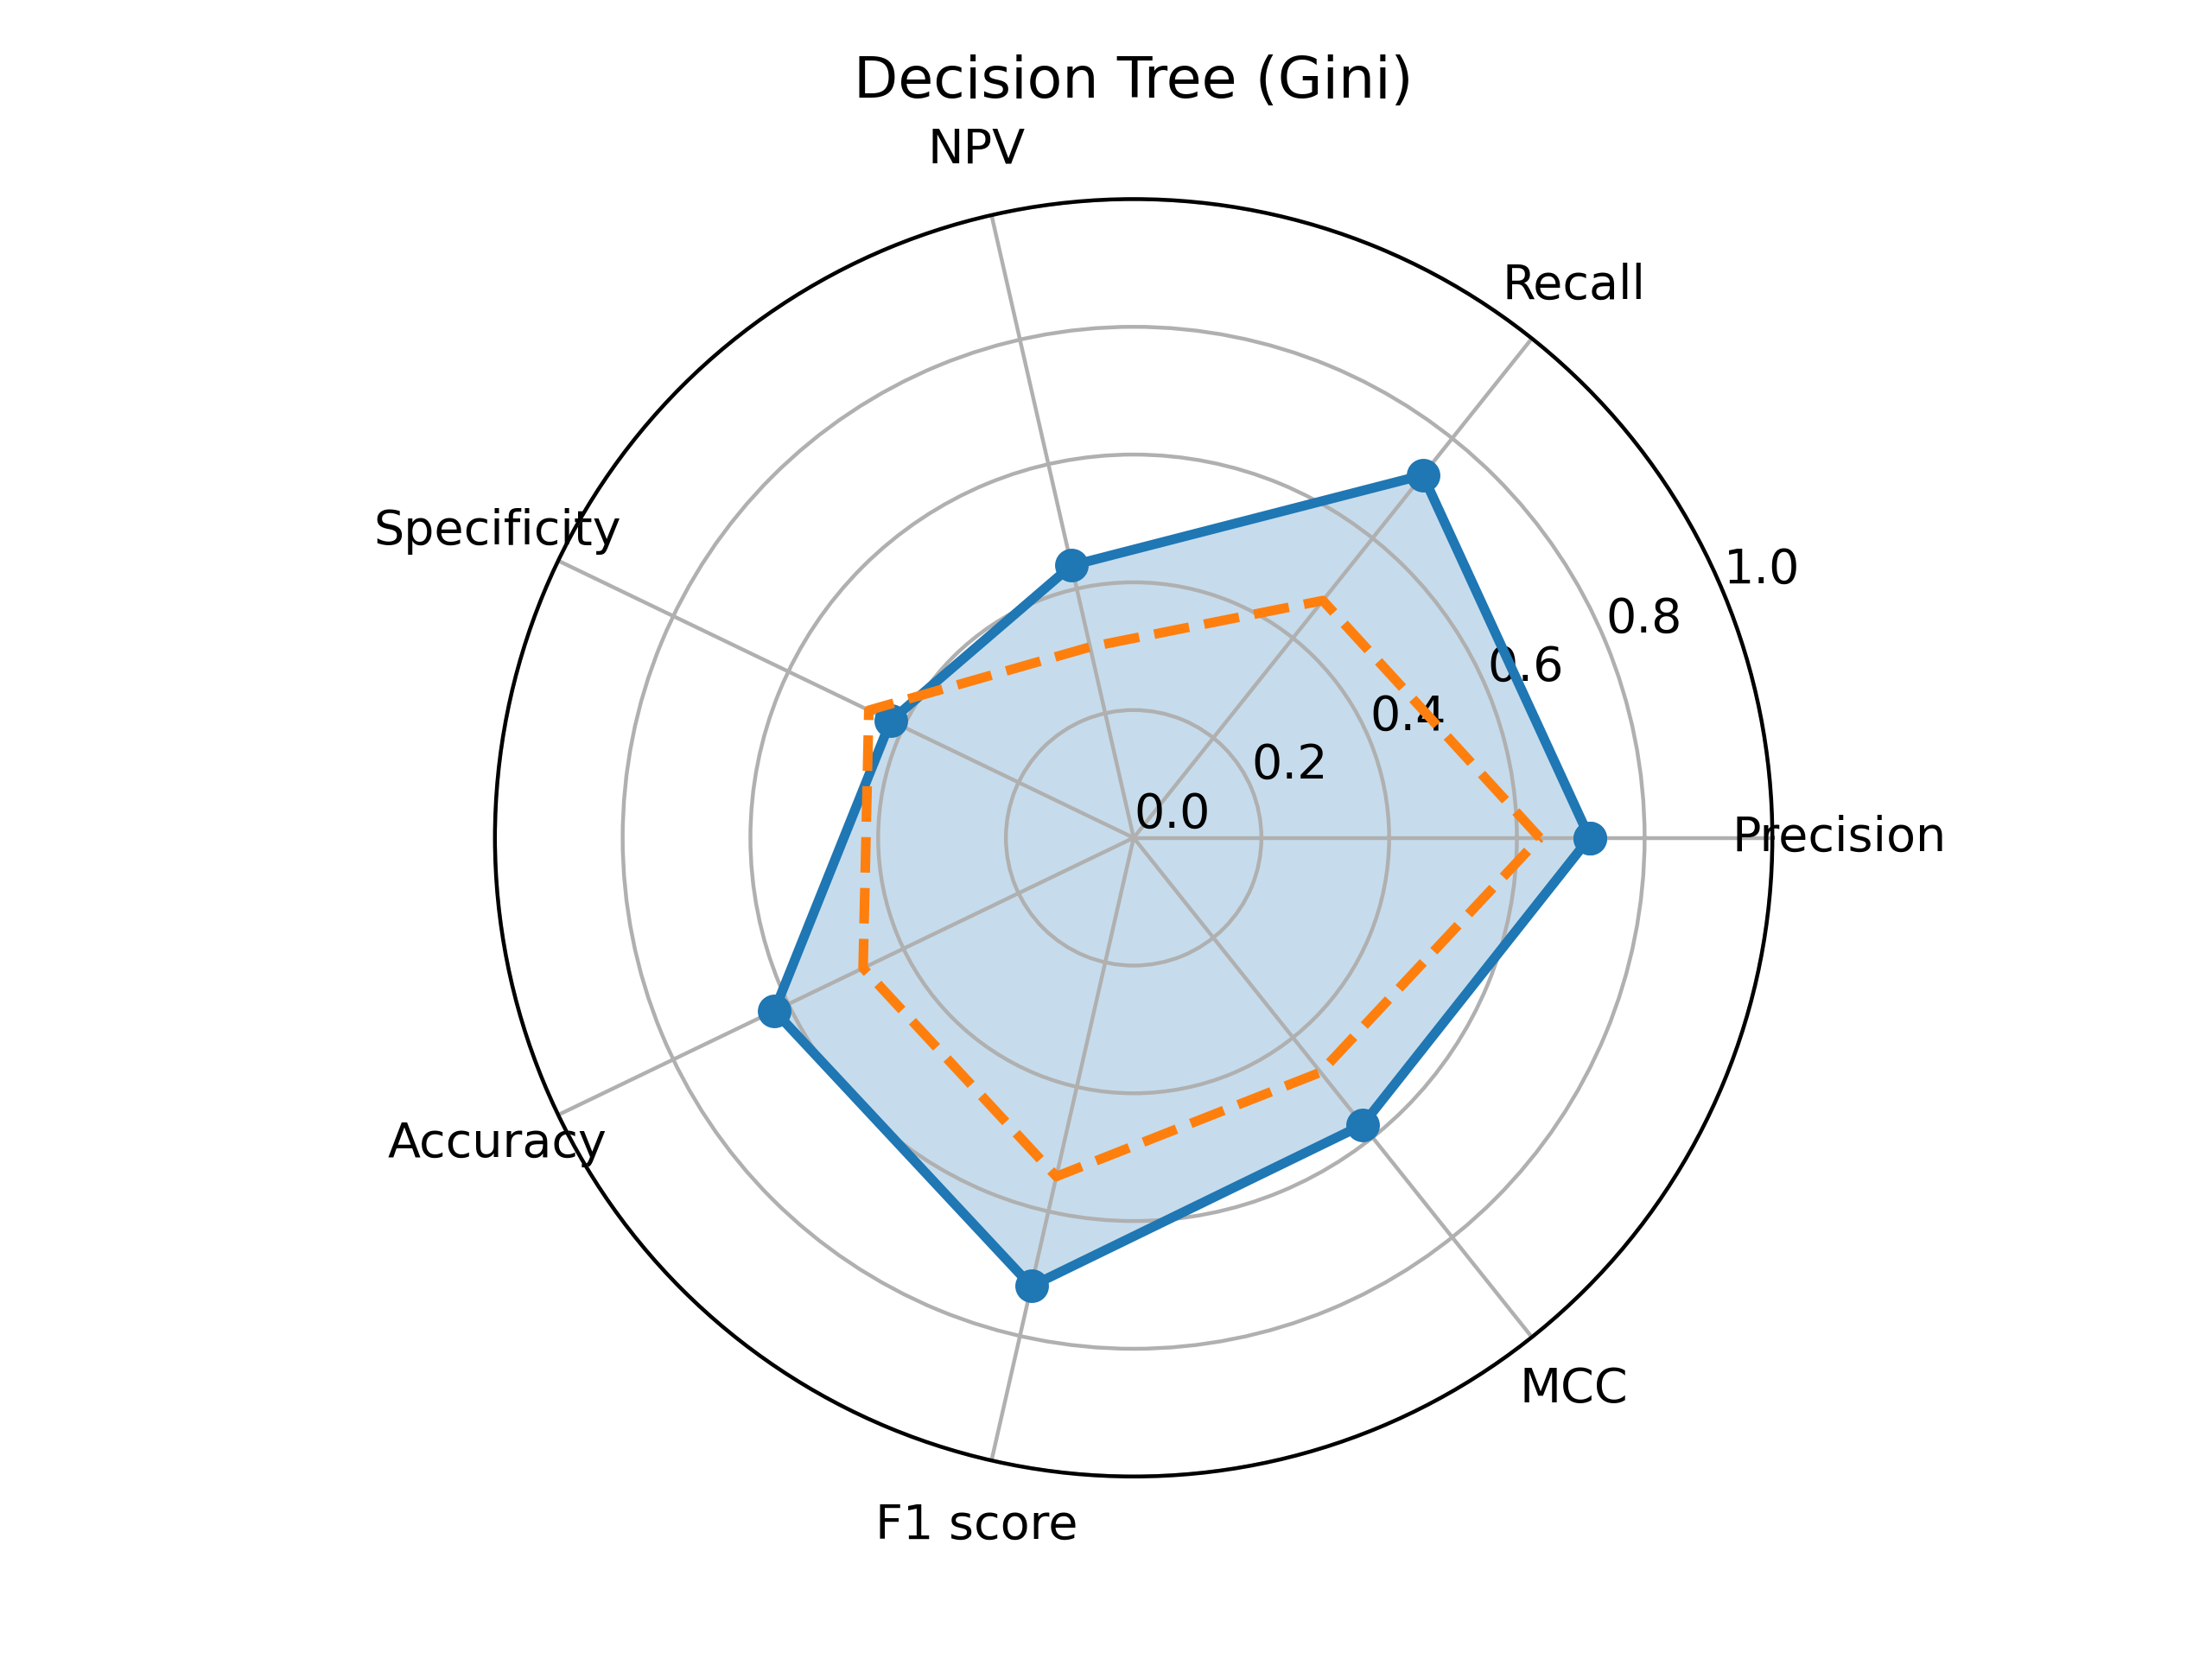 Decision Tree (Gini)
NPV
Recall
Specificity
1.0
0.8
0.6
0.4
0.2
0.0
Precision
Accuracy
MCC
F1 score